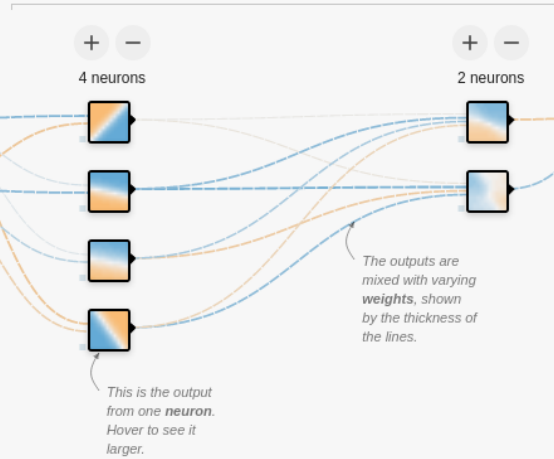 + − + −
4 neurons 2 neurons
The outputs are
mixed with varying
weights, shown
by the thickness of
the lines.
This is the output
from one neuron.
Hover to see it
larger.